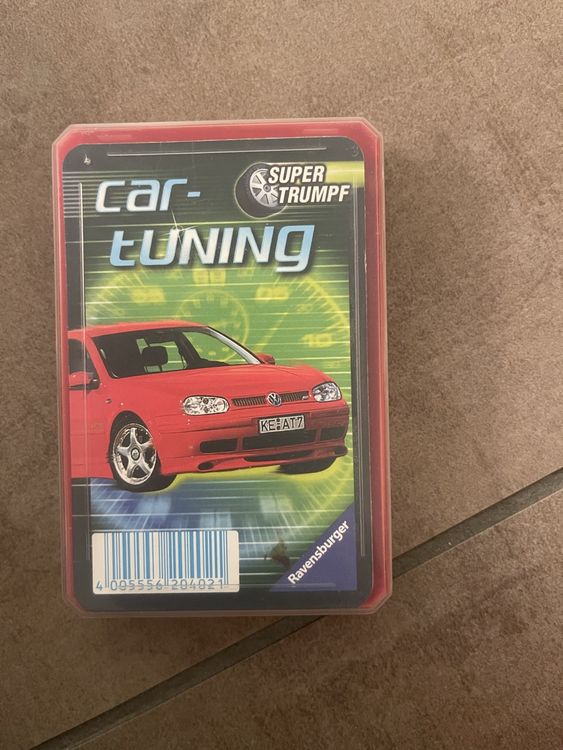 car-
tUNING
SUPER
TRUMPF
KE AT7
4 005556 204021
Ravensburger